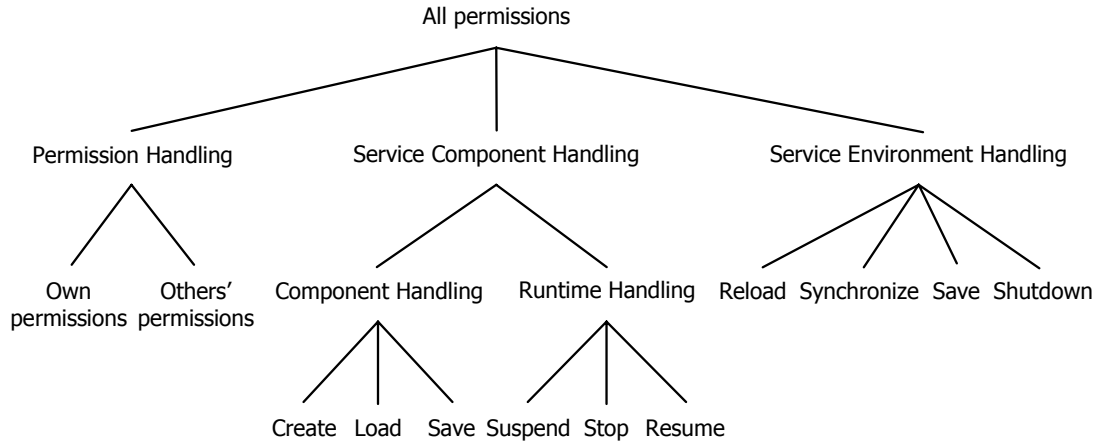 All permissions
Permission Handling
Service Component Handling
Service Environment Handling
Own
permissions
Others’
permissions
Component Handling
Runtime Handling
Reload
Synchronize
Save
Shutdown
Create
Load
Save
Suspend
Stop
Resume